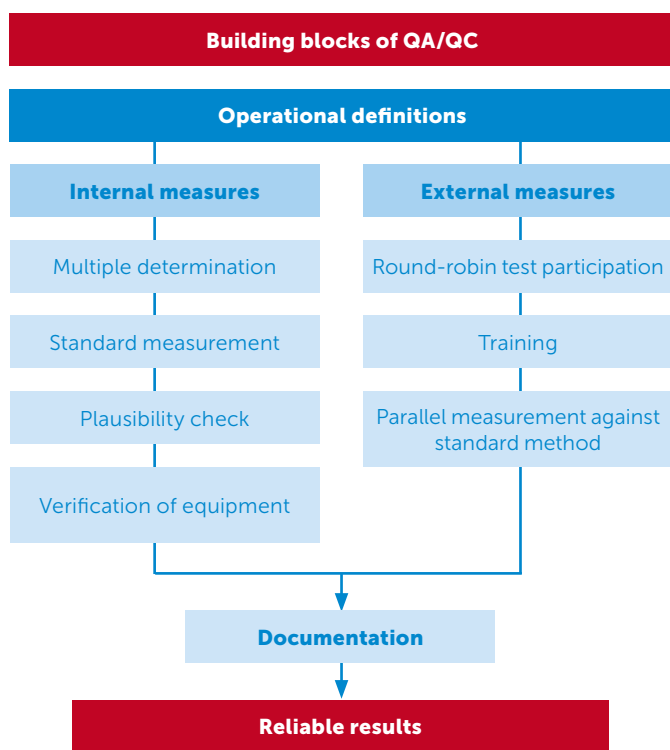 Building blocks of QA/QC
Operational definitions
Internal measures
Multiple determination
Standard measurement
Plausibility check
Verification of equipment
External measures
Round-robin test participation
Training
Parallel measurement against
standard method
Documentation
Reliable results